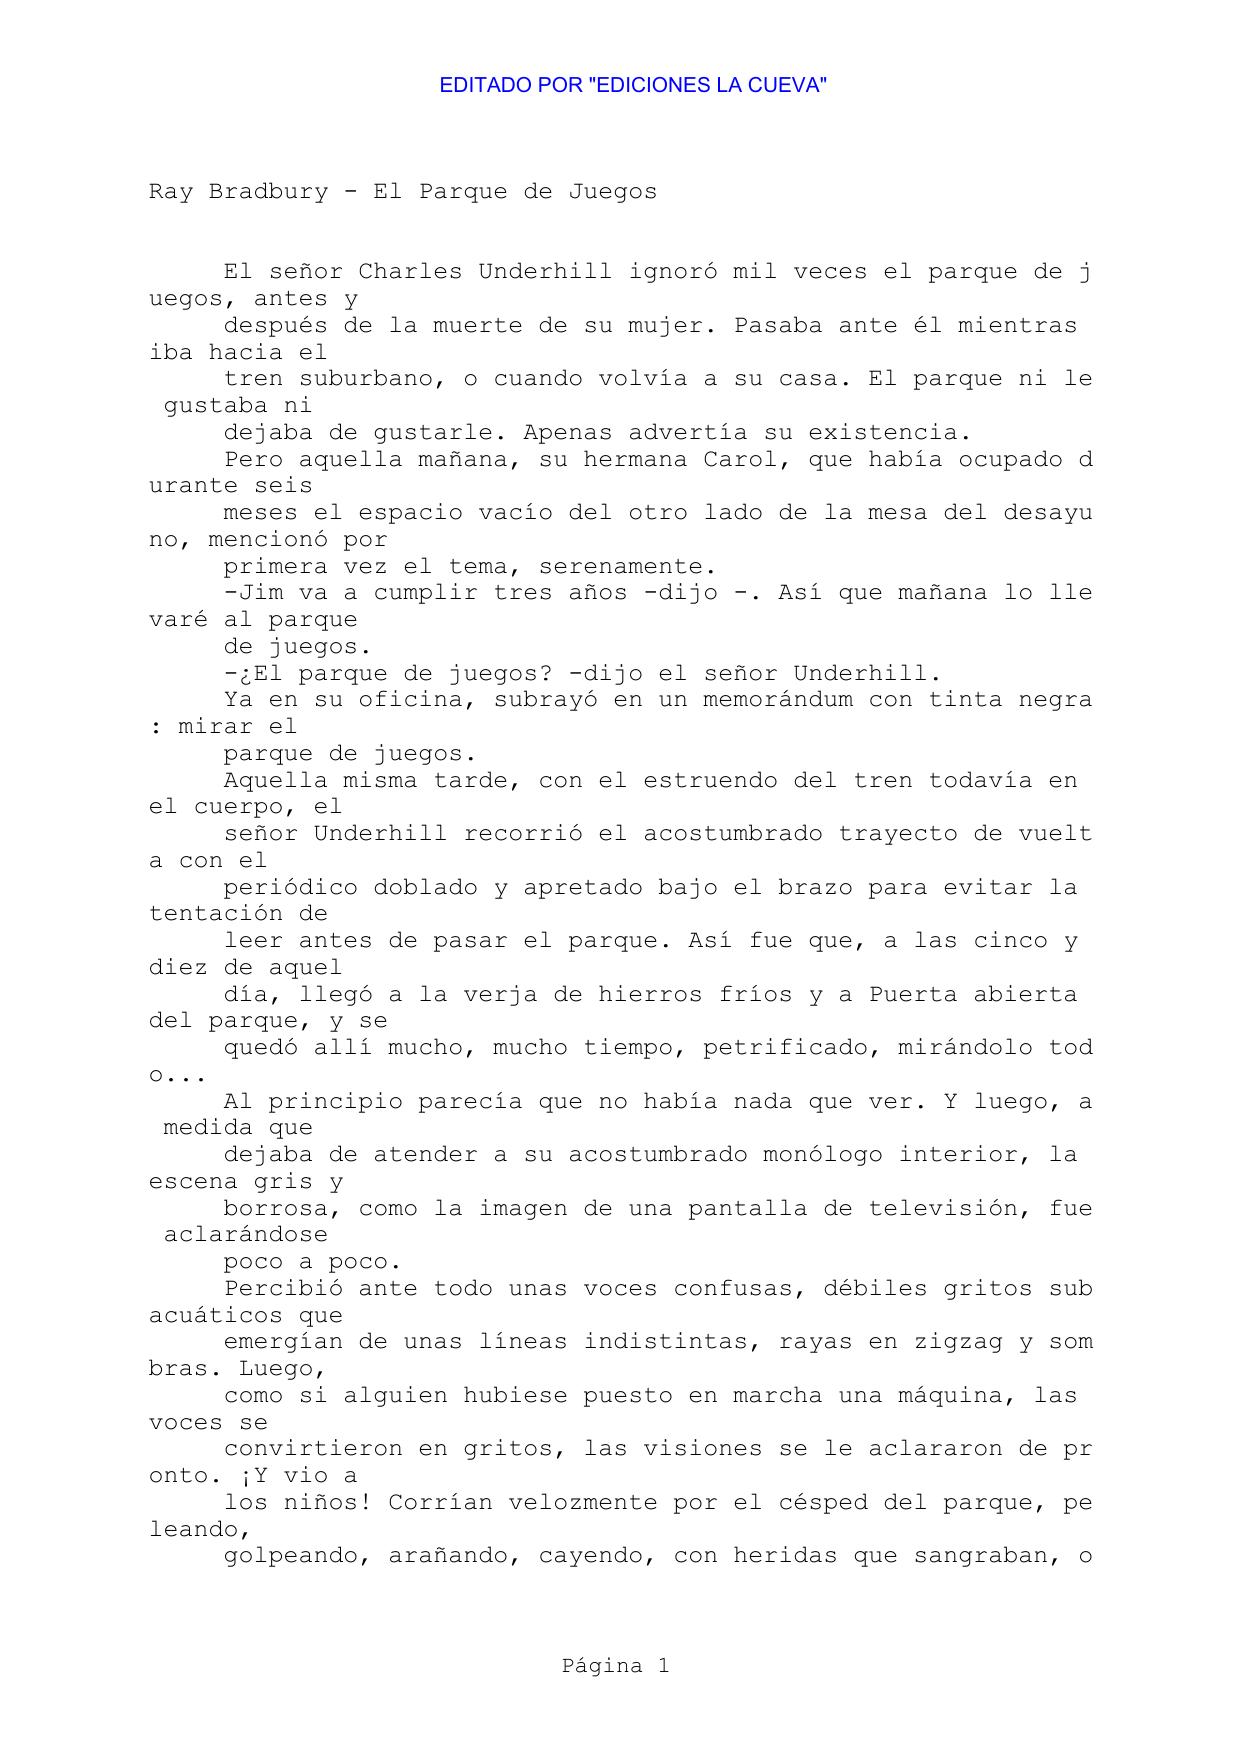 EDITADO POR "EDICIONES LA CUEVA"
Ray Bradbury - El Parque de Juegos
El señor Charles Underhill ignoró mil veces el parque de j
uegos, antes y
después de la muerte de su mujer. Pasaba ante él mientras
iba hacia el
tren suburbano, o cuando volvía a su casa. El parque ni le
gustaba ni
dejaba de gustarle. Apenas advertía su existencia.
Pero aquella mañana, su hermana Carol, que había ocupado d
urante seis
meses el espacio vacío del otro lado de la mesa del desayu
no, mencionó por
primera vez el tema, serenamente.
-Jim va a cumplir tres años -dijo -. Así que mañana lo lle
varé al parque
de juegos.
-¿El parque de juegos? -dijo el señor Underhill.
Ya en su oficina, subrayó en un memorándum con tinta negra
: mirar el
parque de juegos.
Aquella misma tarde, con el estruendo del tren todavía en
el cuerpo, el
señor Underhill recorrió el acostumbrado trayecto de vuelt
a con el
periódico doblado y apretado bajo el brazo para evitar la
tentación de
leer antes de pasar el parque. Así fue que, a las cinco y
diez de aquel
día, llegó a la verja de hierros fríos y a Puerta abierta
del parque, y se
quedó allí mucho, mucho tiempo, petrificado, mirándolo tod
o...
Al principio parecía que no había nada que ver. Y luego, a
medida que
dejaba de atender a su acostumbrado monólogo interior, la
escena gris y
borrosa, como la imagen de una pantalla de televisión, fue
aclarándose
poco a poco.
Percibió ante todo unas voces confusas, débiles gritos sub
acuáticos que
emergían de unas líneas indistintas, rayas en zigzag y som
bras. Luego,
como si alguien hubiese puesto en marcha una máquina, las
voces se
convirtieron en gritos, las visiones se le aclararon de pr
onto. ¡Y vio a
los niños! Corrían velozmente por el césped del parque, pe
leando,
golpeando, arañando, cayendo, con heridas que sangraban, o
Página 1